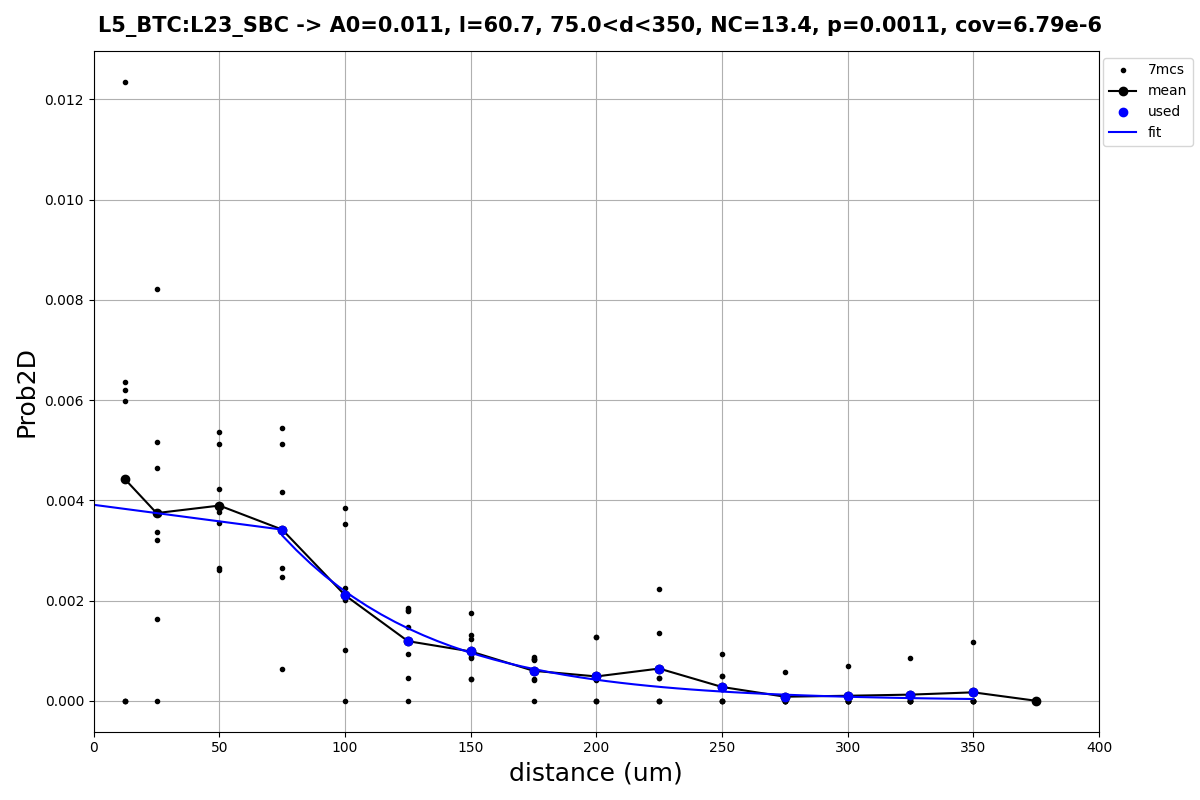 L5_BTC:L23_SBC -> A0=0.011, l=60.7, 75.0<d<350, NC=13.4, p=0.0011, cov=6.79e-6
7mcs
mean
used
fit
0.012
0.010
0.008
0.006
0.004
0.002
0.000
Prob2D
0 50 100 150 200 250 300 350 400
distance (um)